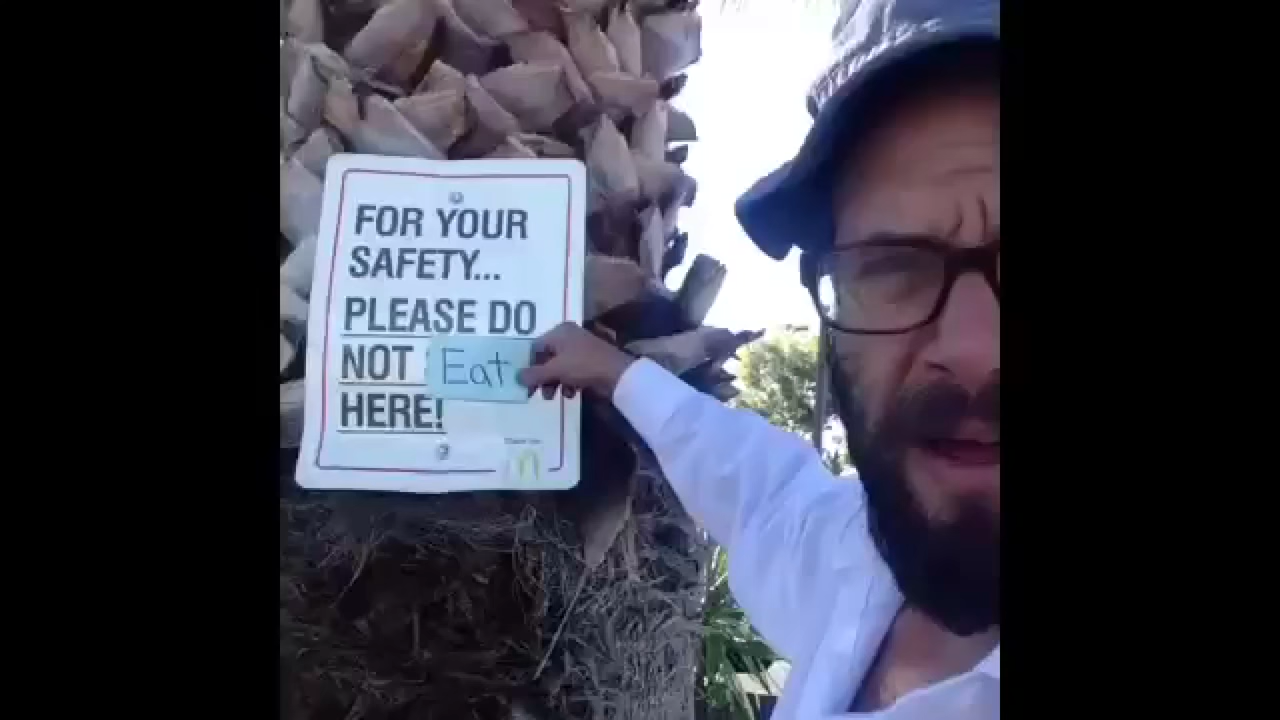 FOR YOUR
SAFETY...
PLEASE DO
NOT Eat
HERE!